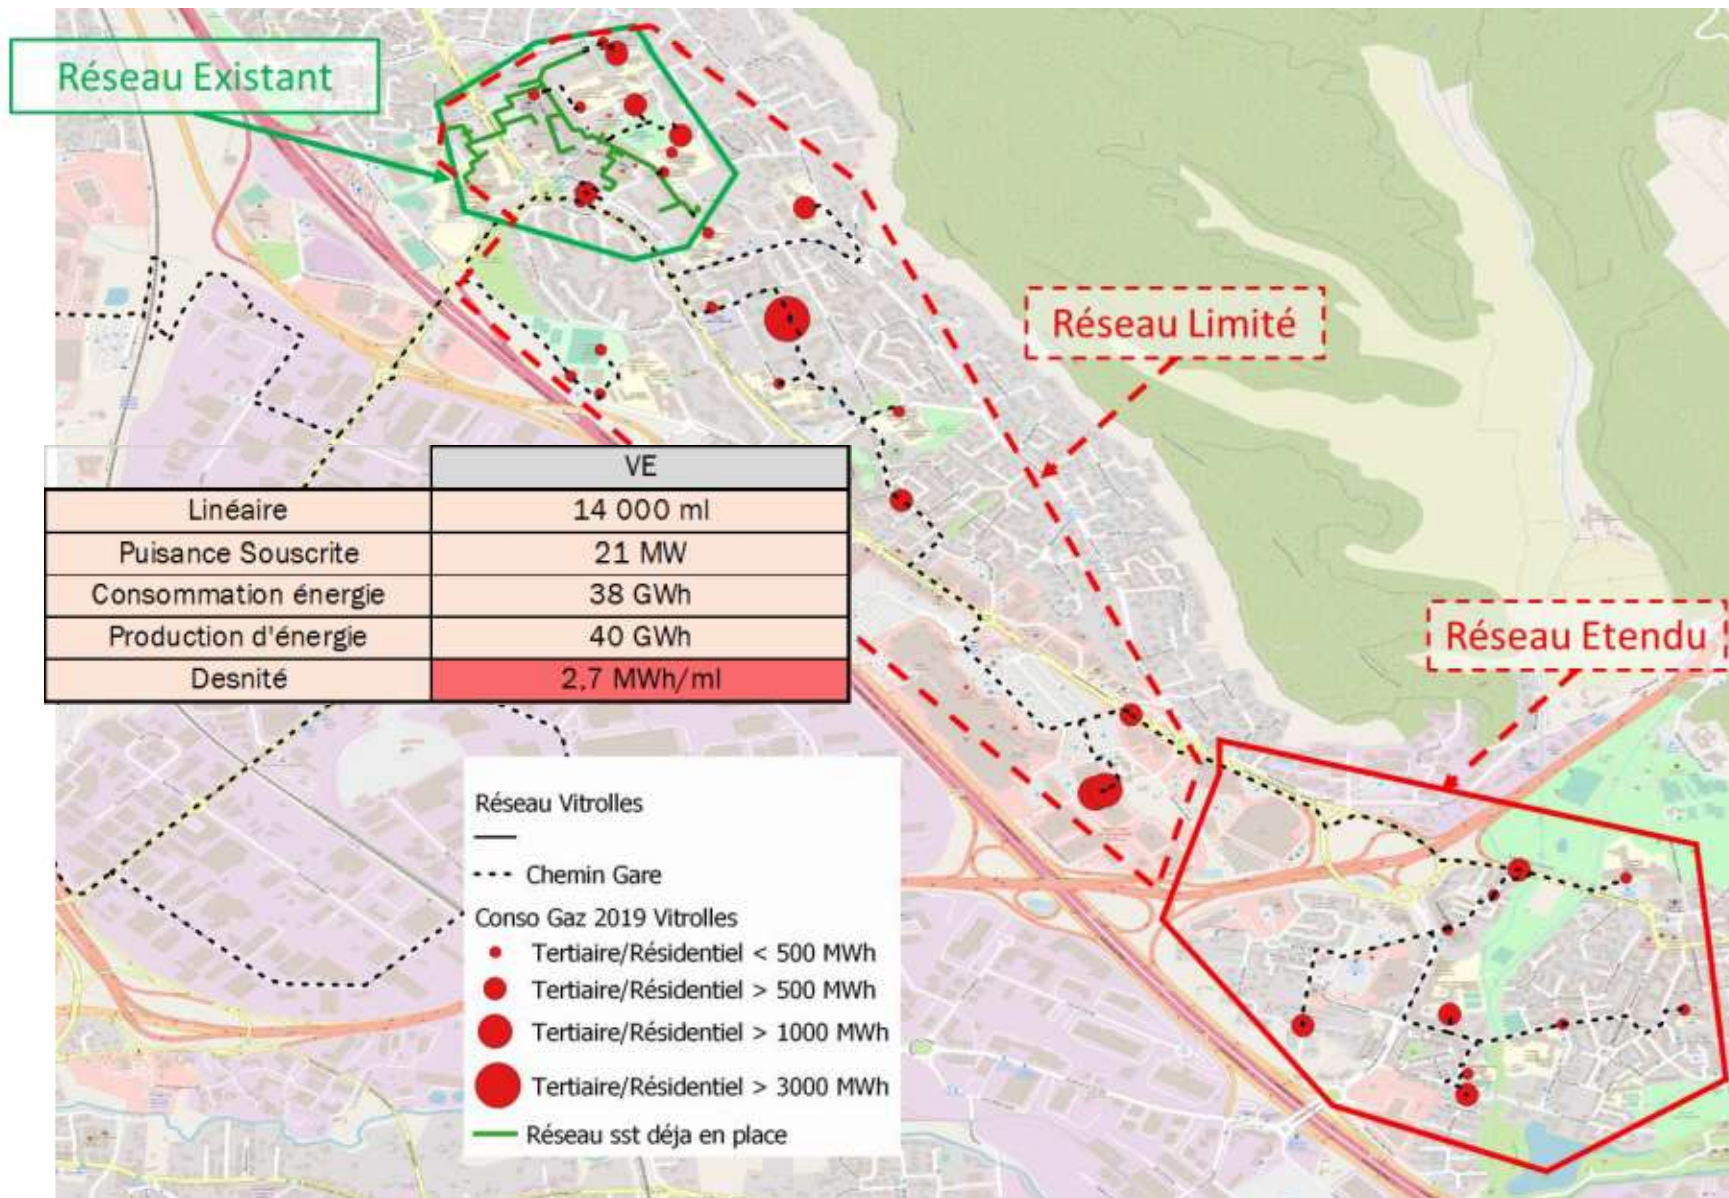 Réseau Existant
Réseau Limité
VE
Linéaire 14 000 ml
Puisance Souscrite 21 MW
Consommation énergie 38 GWh
Production d'énergie 40 GWh
Desnité 2,7 MWh/ml
Réseau Etendu
Réseau Vitrolles
Chemin Gare
Conso Gaz 2019 Vitrolles
Tertiaire/Résidentiel < 500 MWh
Tertiaire/Résidentiel > 500 MWh
Tertiaire/Résidentiel > 1000 MWh
Tertiaire/Résidentiel > 3000 MWh
Réseau sst déja en place